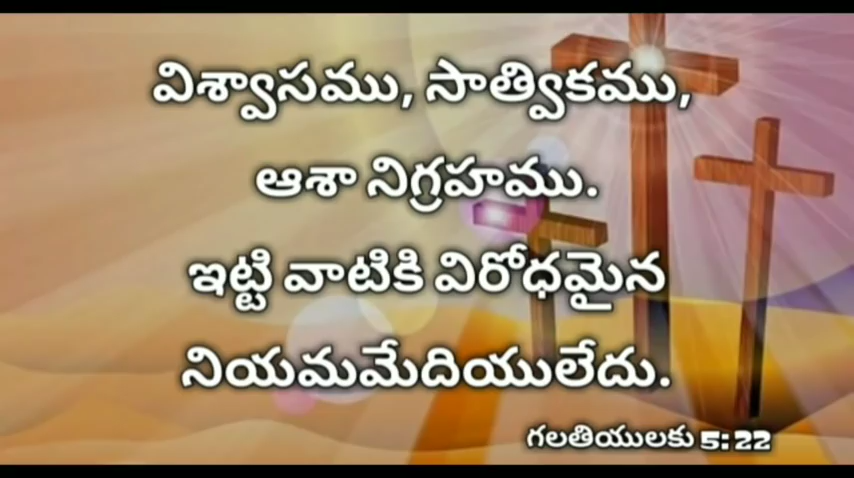 విశ్వాసము, సాత్వికము,
ఆశా నిగ్రహము.
ఇట్టి వాటికి విరోధమైన
నియమమేదియులేదు.
గలతియులకు 5:22